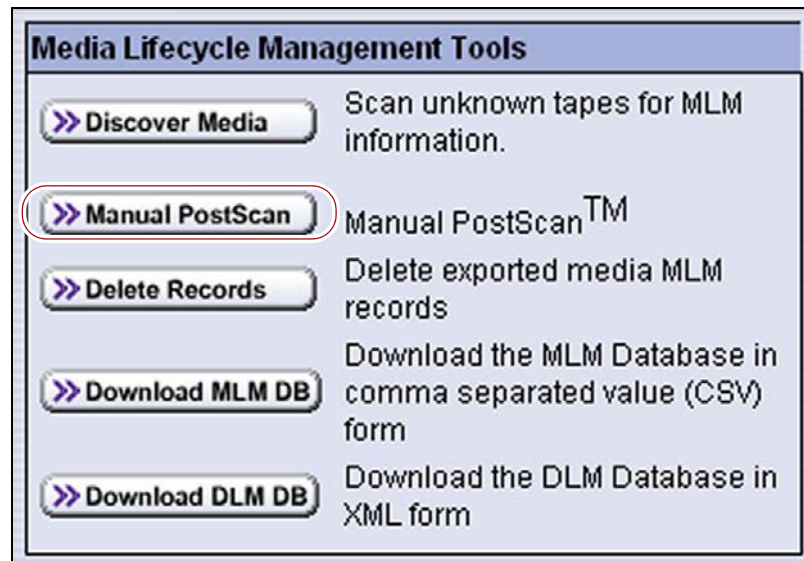 Media Lifecycle Management Tools
>> Discover Media
Scan unknown tapes for MLM
information.
>> Manual PostScan
Manual PostScan™
>> Delete Records
Delete exported media MLM
records
>> Download MLM DB
Download the MLM Database in
comma separated value (CSV)
form
>> Download DLM DB
Download the DLM Database in
XML form